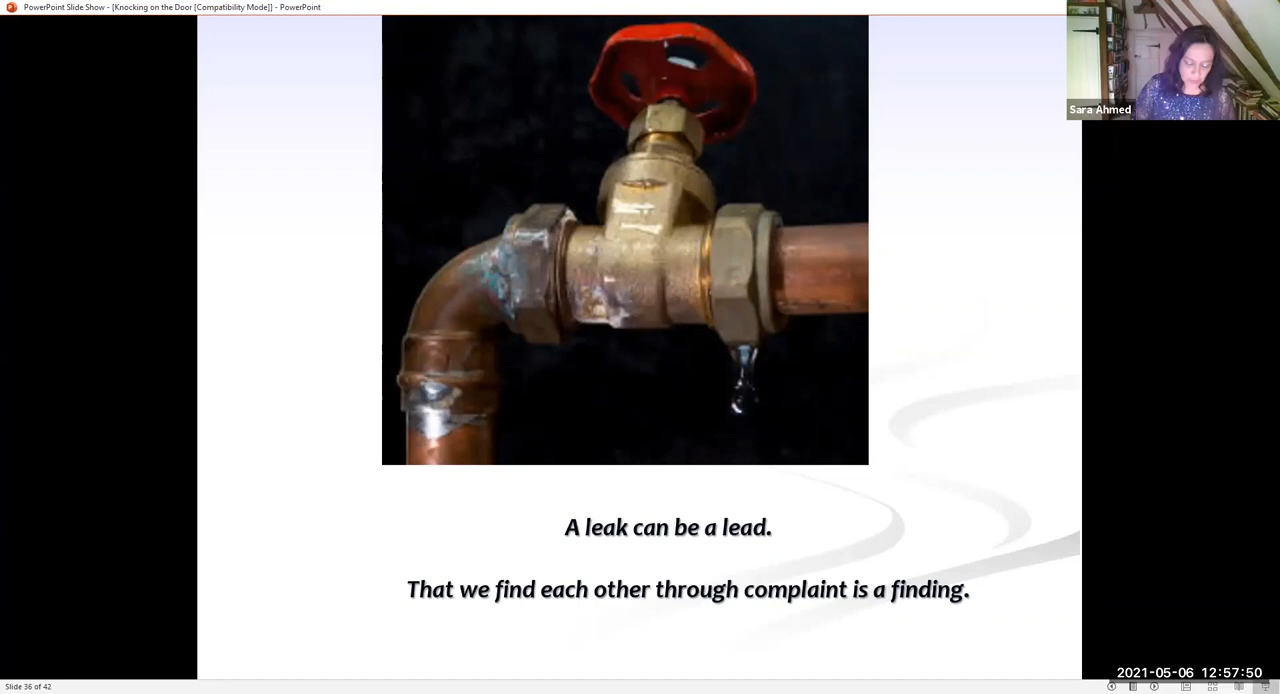 PowerPoint Slide Show - [Knocking on the Door [Compatibility Mode]] - PowerPoint
Sara Ahmed
A leak can be a lead.
That we find each other through complaint is a finding.
2021-05-06 12:57:50
Slide 36 of 42